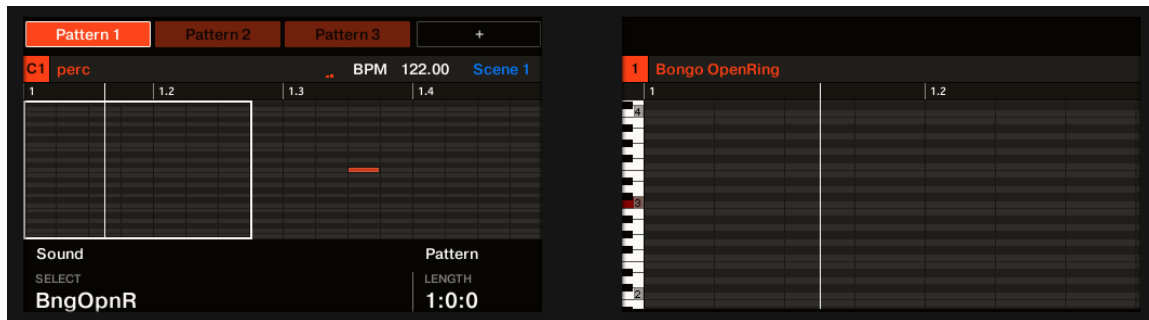 Pattern 1 Pattern 2 Pattern 3 +
C1 perc BPM 122.00 Scene 1
1 1.2 1.3 1.4
Sound Pattern
SELECT LENGTH
BngOpnR 1:0:0
1 Bongo OpenRing
1 1.2
4
3
2